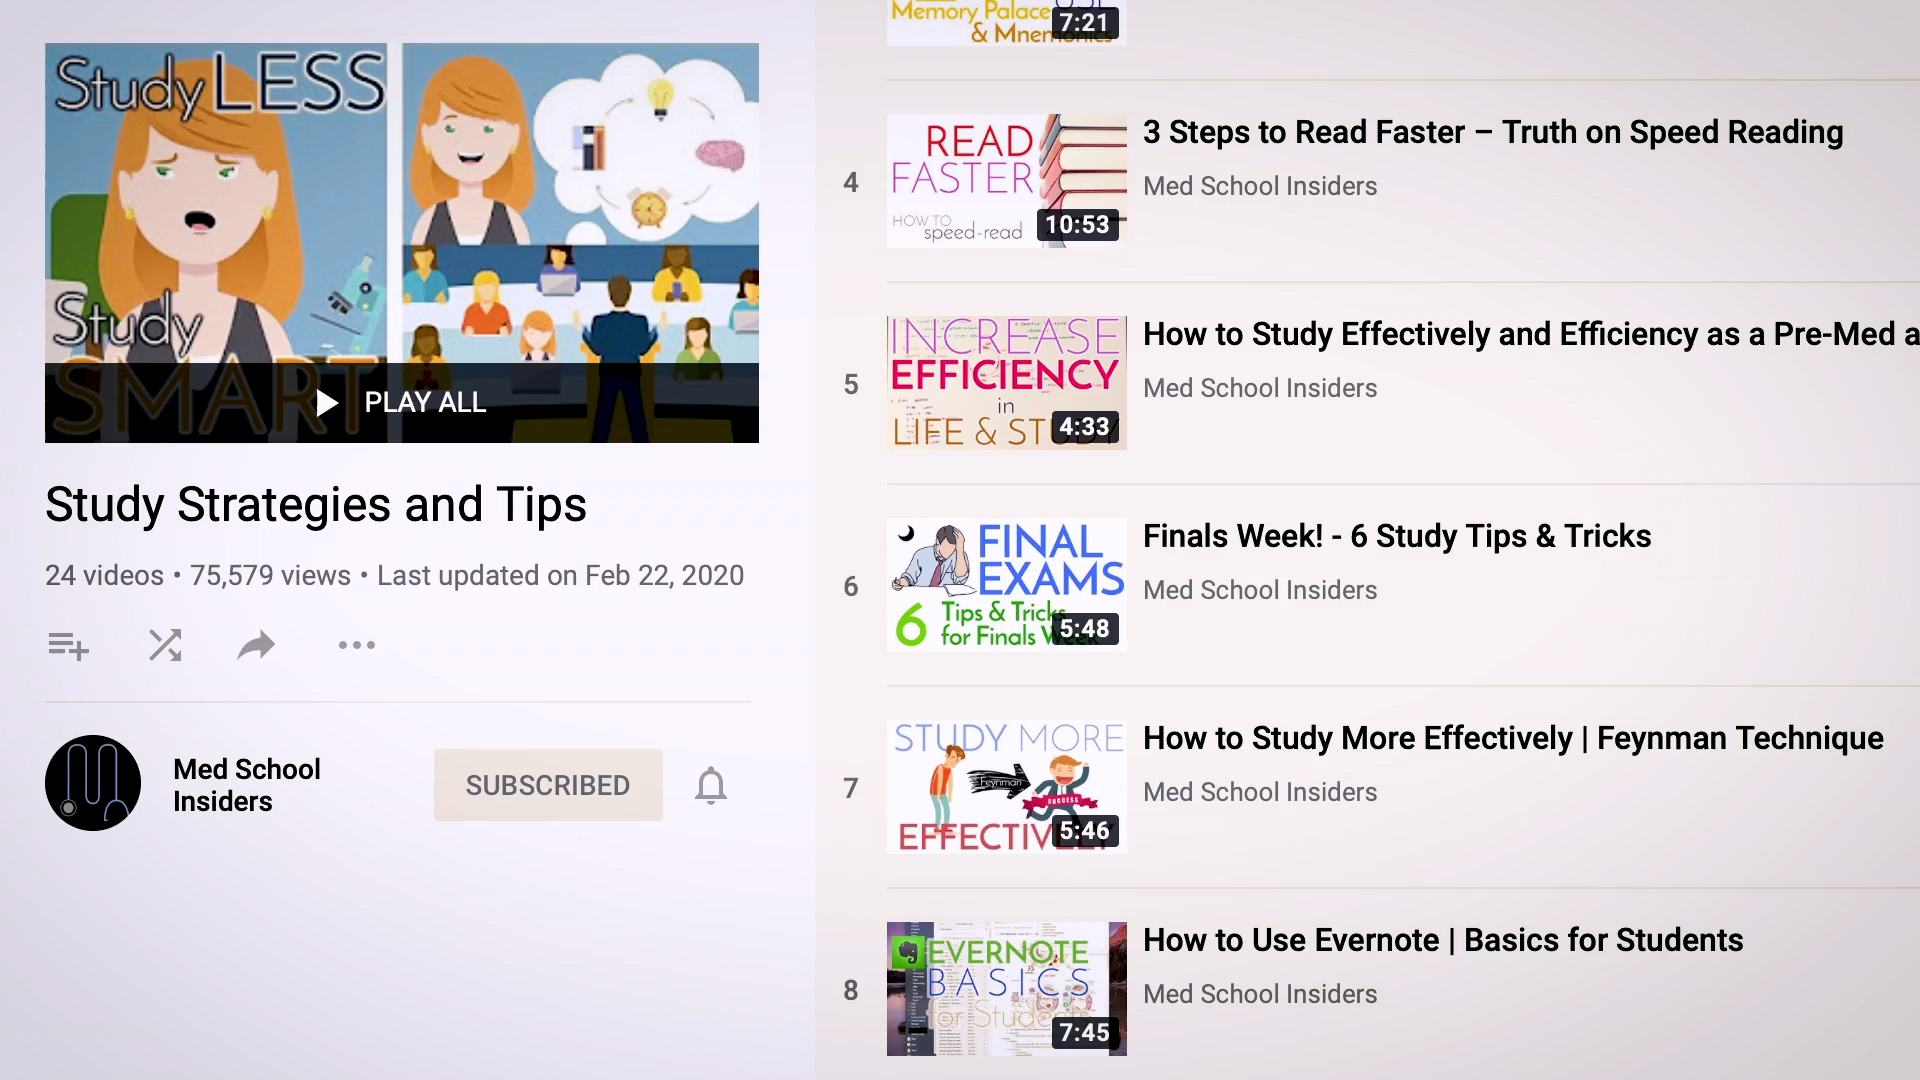 Study LESS
Study
SMART
PLAY ALL
Study Strategies and Tips
24 videos • 75,579 views • Last updated on Feb 22, 2020
Med School
Insiders
SUBSCRIBED
Memory Palace
& Mnemonics
7:21
4
READ
FASTER
HOW TO
speed-read
10:53
3 Steps to Read Faster – Truth on Speed Reading
Med School Insiders
5
INCREASE
EFFICIENCY
in
LIFE & STUDY
4:33
How to Study Effectively and Efficiency as a Pre-Med a
Med School Insiders
6
FINAL
EXAMS
6 Tips & Tricks
for Finals Week
5:48
Finals Week! - 6 Study Tips & Tricks
Med School Insiders
7
STUDY MORE
Feynman
SUCCESS
EFFECTIVELY
5:46
How to Study More Effectively | Feynman Technique
Med School Insiders
8
EVERNOTE
BASICS
for Students
7:45
How to Use Evernote | Basics for Students
Med School Insiders